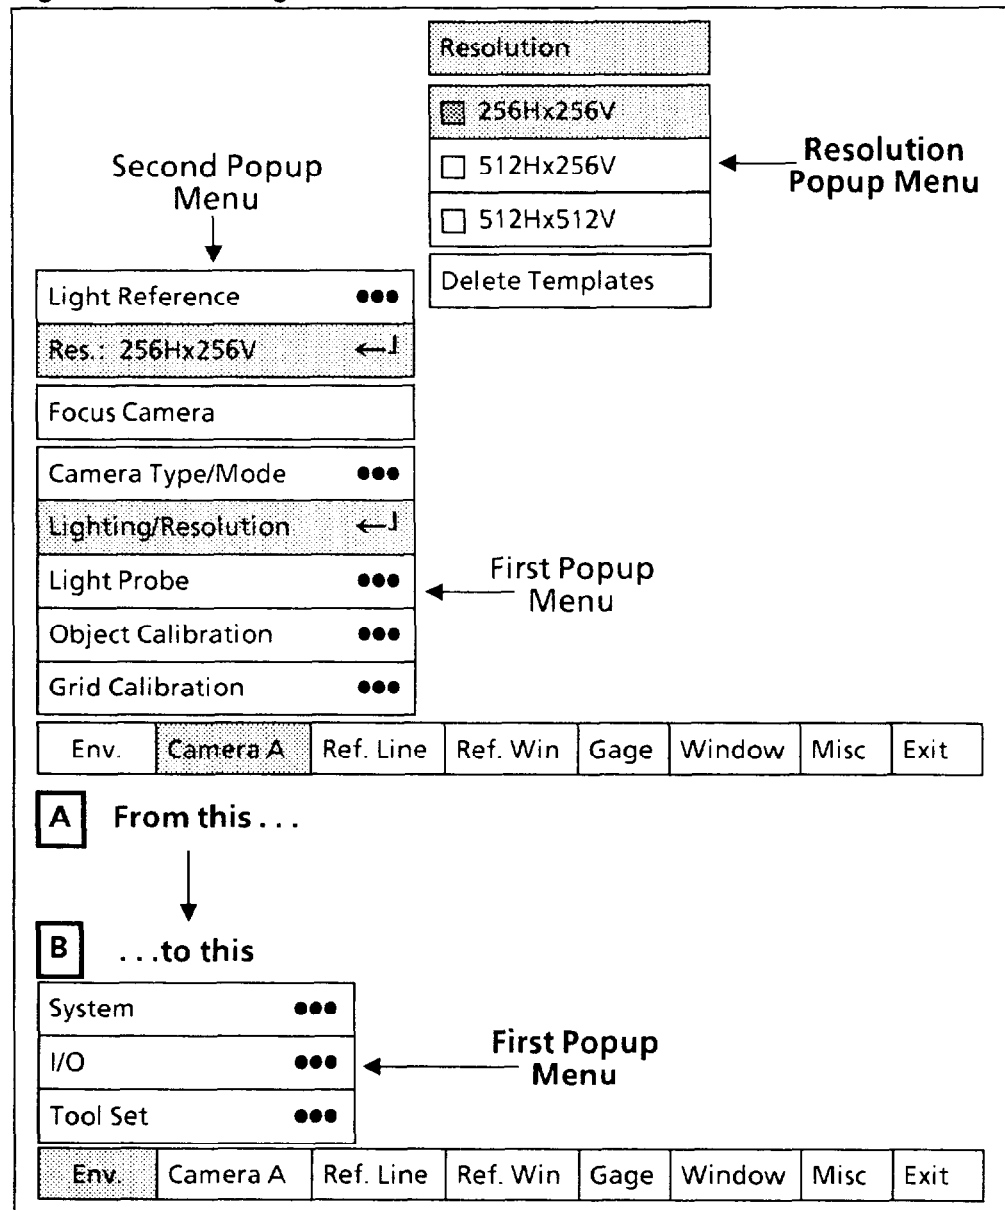 Resolution
256Hx256V
512Hx256V
512Hx512V
Delete Templates
Resolution
Popup Menu
Second Popup
Menu
Light Reference ●●●
Res.: 256Hx256V ←┘
Focus Camera
Camera Type/Mode ●●●
Lighting/Resolution ←┘
Light Probe ●●●
Object Calibration ●●●
Grid Calibration ●●●
First Popup
Menu
Env. Camera A Ref. Line Ref. Win Gage Window Misc Exit
A From this . . .
B . . .to this
System ●●●
I/O ●●●
Tool Set ●●●
First Popup
Menu
Env. Camera A Ref. Line Ref. Win Gage Window Misc Exit